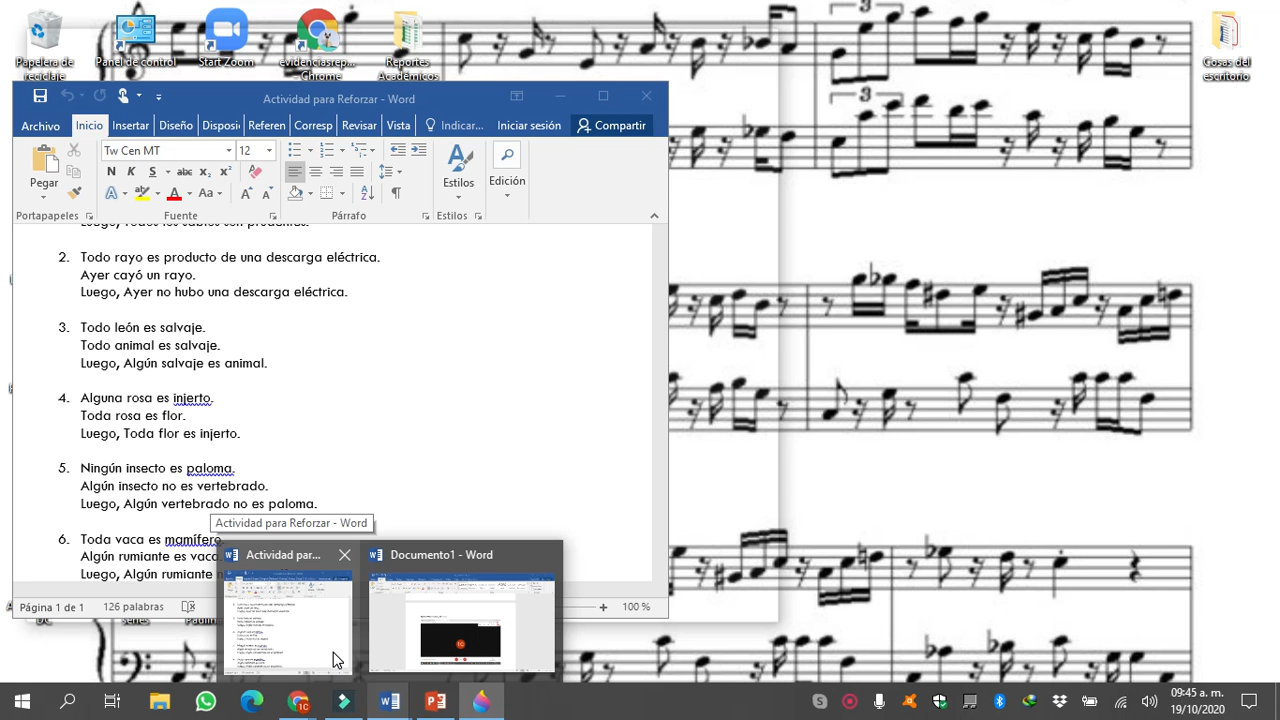 Papelera de reciclaje
Panel de control
Start Zoom
evidenciasrep... - Chrome
Reportes Académicos
Cosas del escritorio
Actividad para Reforzar - Word
Archivo Inicio Insertar Diseño Disposi Referen Corresp Revisar Vista Indicar... Iniciar sesión Compartir
Pegar
Tw Cen MT 12
N K S abc x₂ x²
A Aa A A
Estilos
Edición
Portapapeles Fuente Párrafo Estilos
2. Todo rayo es producto de una descarga eléctrica.
Ayer cayó un rayo.
Luego, Ayer no hubo una descarga eléctrica.
3. Todo león es salvaje.
Todo animal es salvaje.
Luego, Algún salvaje es animal.
4. Alguna rosa es injerto.
Toda rosa es flor.
Luego, Toda flor es injerto.
5. Ningún insecto es paloma.
Algún insecto no es vertebrado.
Luego, Algún vertebrado no es paloma.
Actividad para Reforzar - Word
6. Toda vaca es mamífero.
Algún rumiante es vaca
Luego, Algún rumiante n
Actividad par...
Documento1 - Word
Página 1 de 1 126 palabras 100 %
09:45 a. m.
19/10/2020